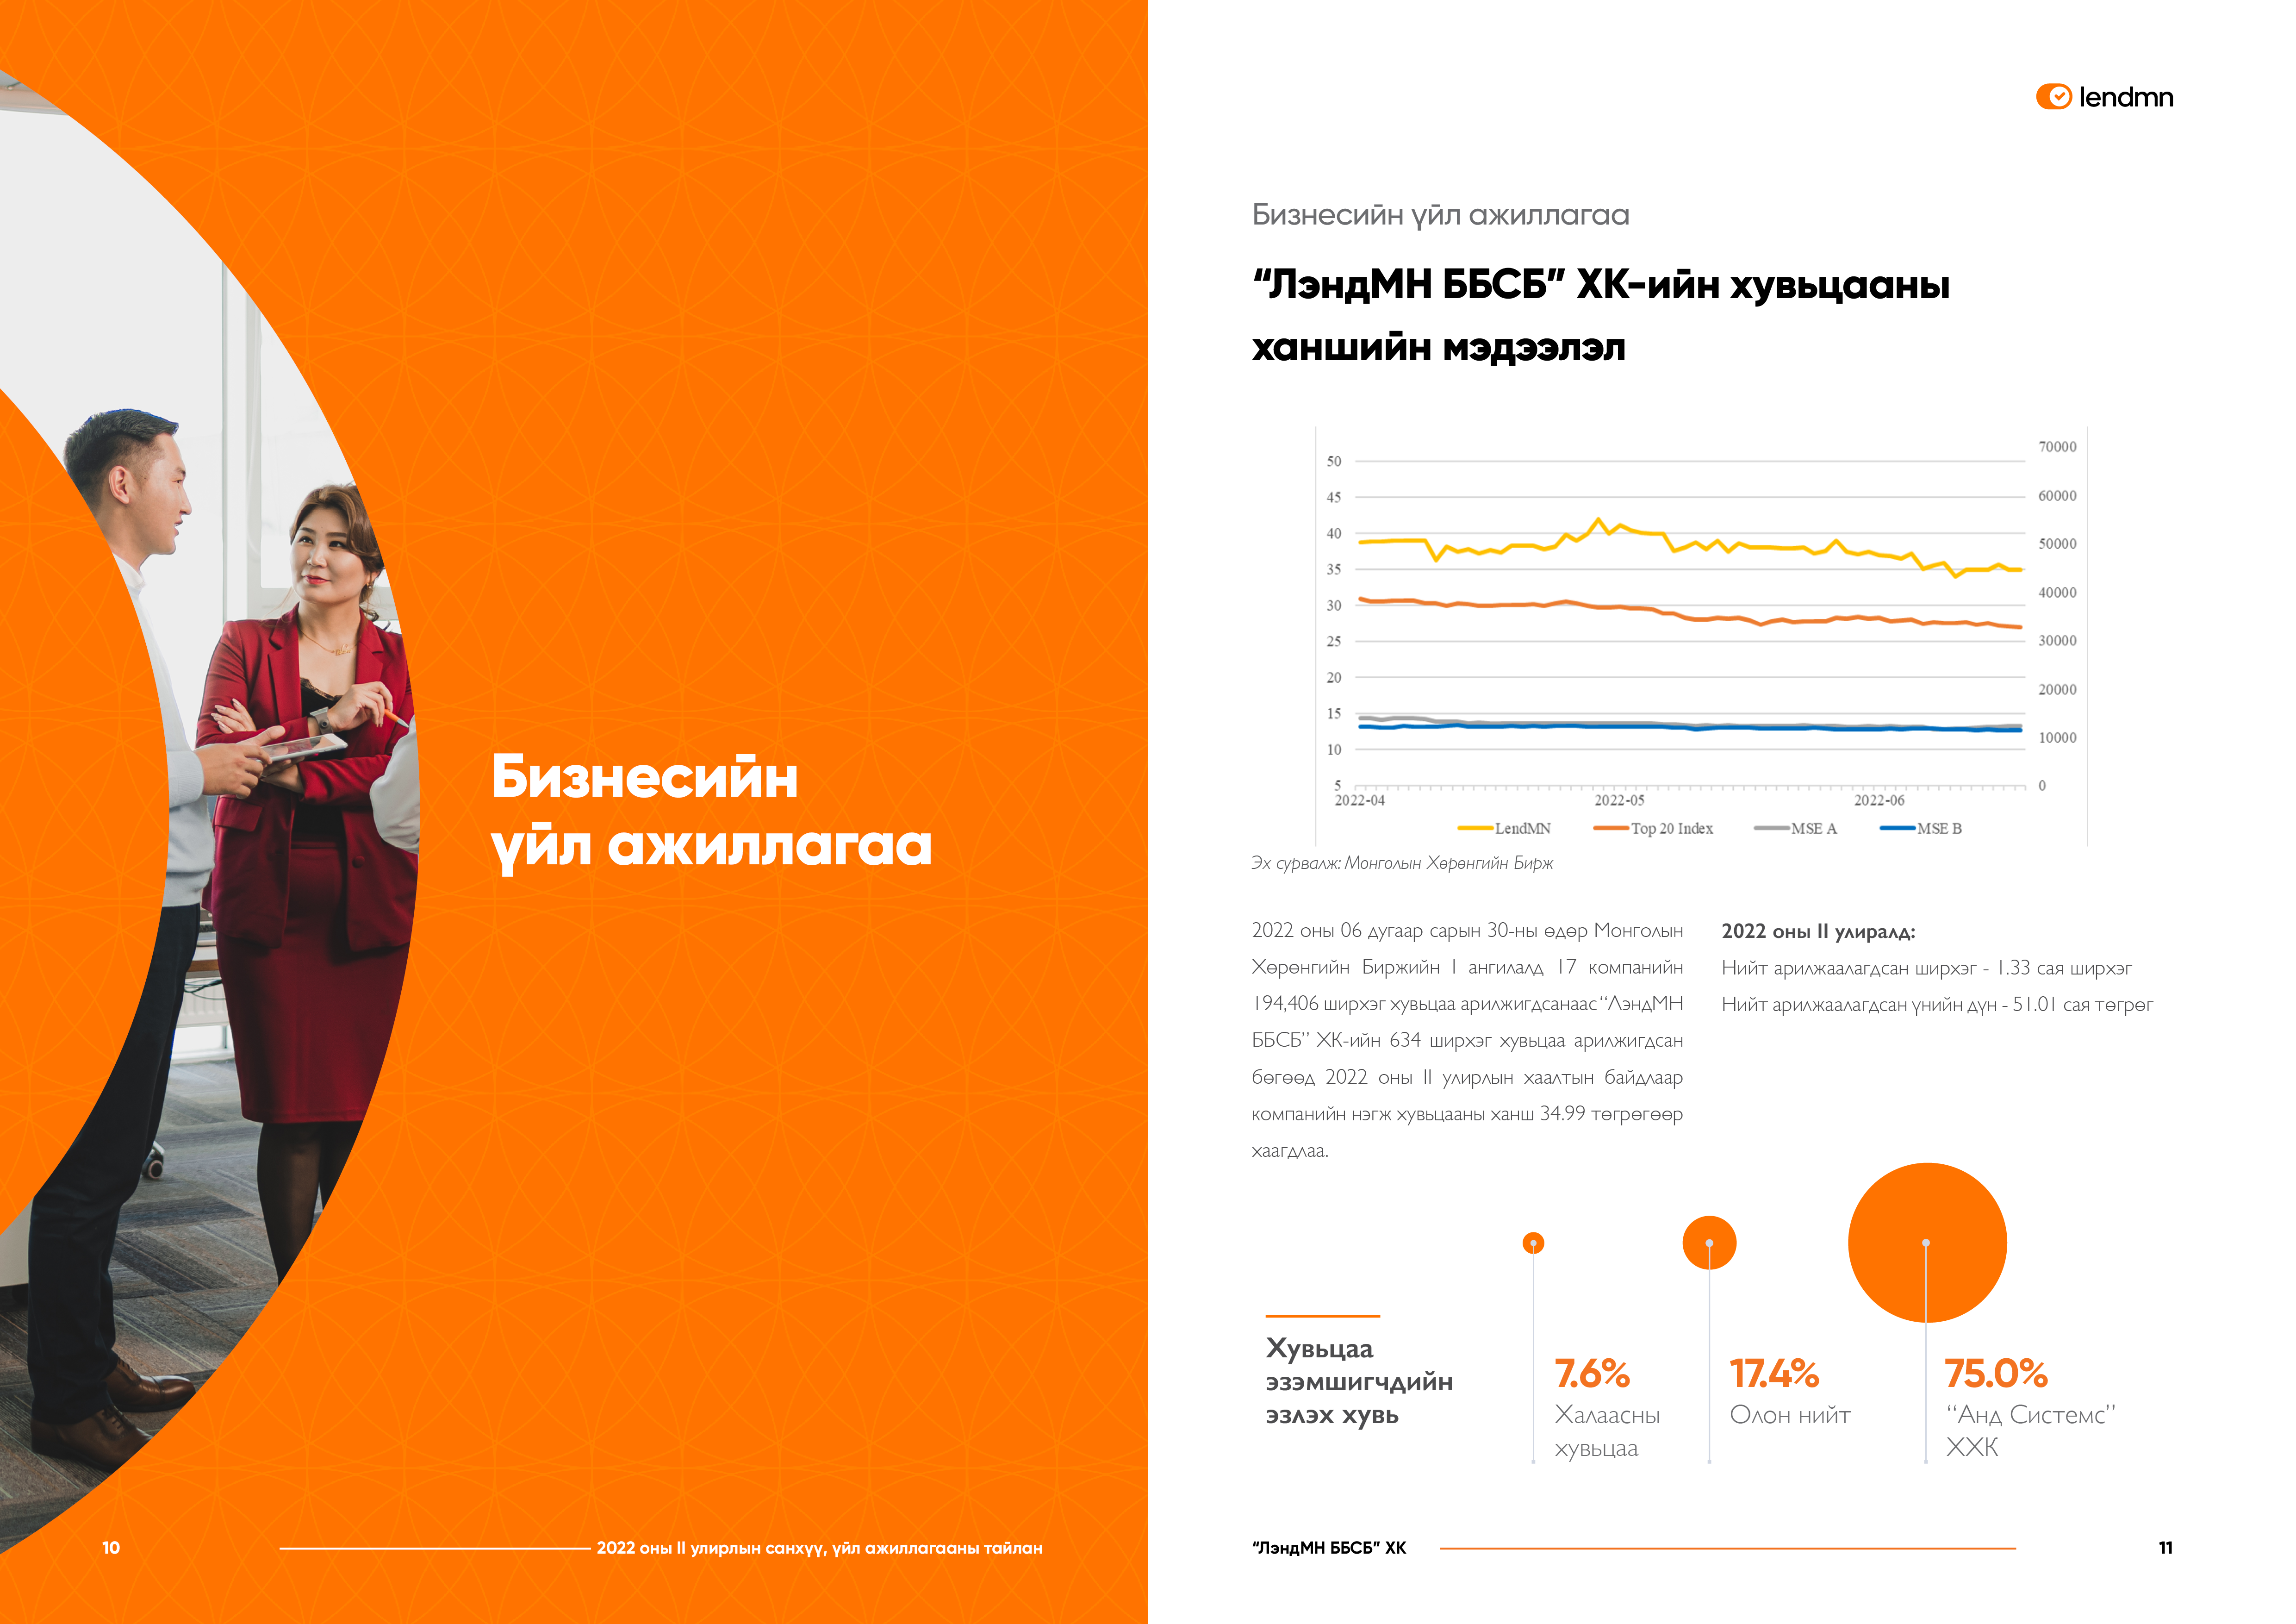 Бизнесийн
үйл ажиллагаа
10
2022 оны II улирлын санхүү, үйл ажиллагааны тайлан
lendmn
Бизнесийн үйл ажиллагаа
“ЛэндМН ББСБ” ХК-ийн хувьцааны
ханшийн мэдээлэл
50
45
40
35
30
25
20
15
10
5
70000
60000
50000
40000
30000
20000
10000
0
2022-04 2022-05 2022-06
LendMN Top 20 Index MSE A MSE B
Эх сурвалж: Монголын Хөрөнгийн Бирж
2022 оны 06 дугаар сарын 30-ны өдөр Монголын
Хөрөнгийн Биржийн I ангилалд 17 компанийн
194,406 ширхэг хувьцаа арилжигдсанаас “ЛэндМН
ББСБ” ХК-ийн 634 ширхэг хувьцаа арилжигдсан
бөгөөд 2022 оны II улирлын хаалтын байдлаар
компанийн нэгж хувьцааны ханш 34.99 төгрөгөөр
хаагдлаа.
2022 оны II улиралд:
Нийт арилжаалагдсан ширхэг - 1.33 сая ширхэг
Нийт арилжаалагдсан үнийн дүн - 51.01 сая төгрөг
Хувьцаа
эзэмшигчдийн
эзлэх хувь
7.6%
Халаасны
хувьцаа
17.4%
Олон нийт
75.0%
“Анд Системс”
ХХК
“ЛэндМН ББСБ” ХК
11